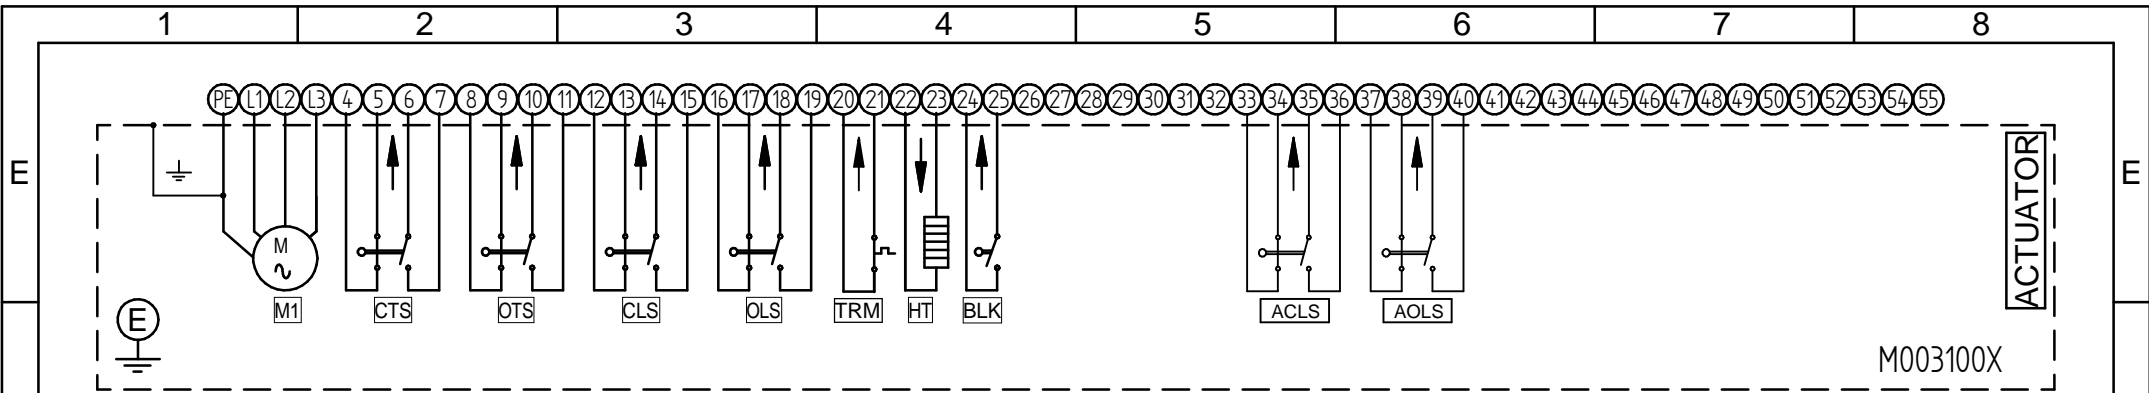 1 2 3 4 5 6 7 8
PE L1 L2 L3 4 5 6 7 8 9 10 11 12 13 14 15 16 17 18 19 20 21 22 23 24 25 26 27 28 29 30 31 32 33 34 35 36 37 38 39 40 41 42 43 44 45 46 47 48 49 50 51 52 53 54 55
E E
ACTUATOR
M
M1 CTS OTS CLS OLS TRM HT BLK ACLS AOLS
E
M003100X